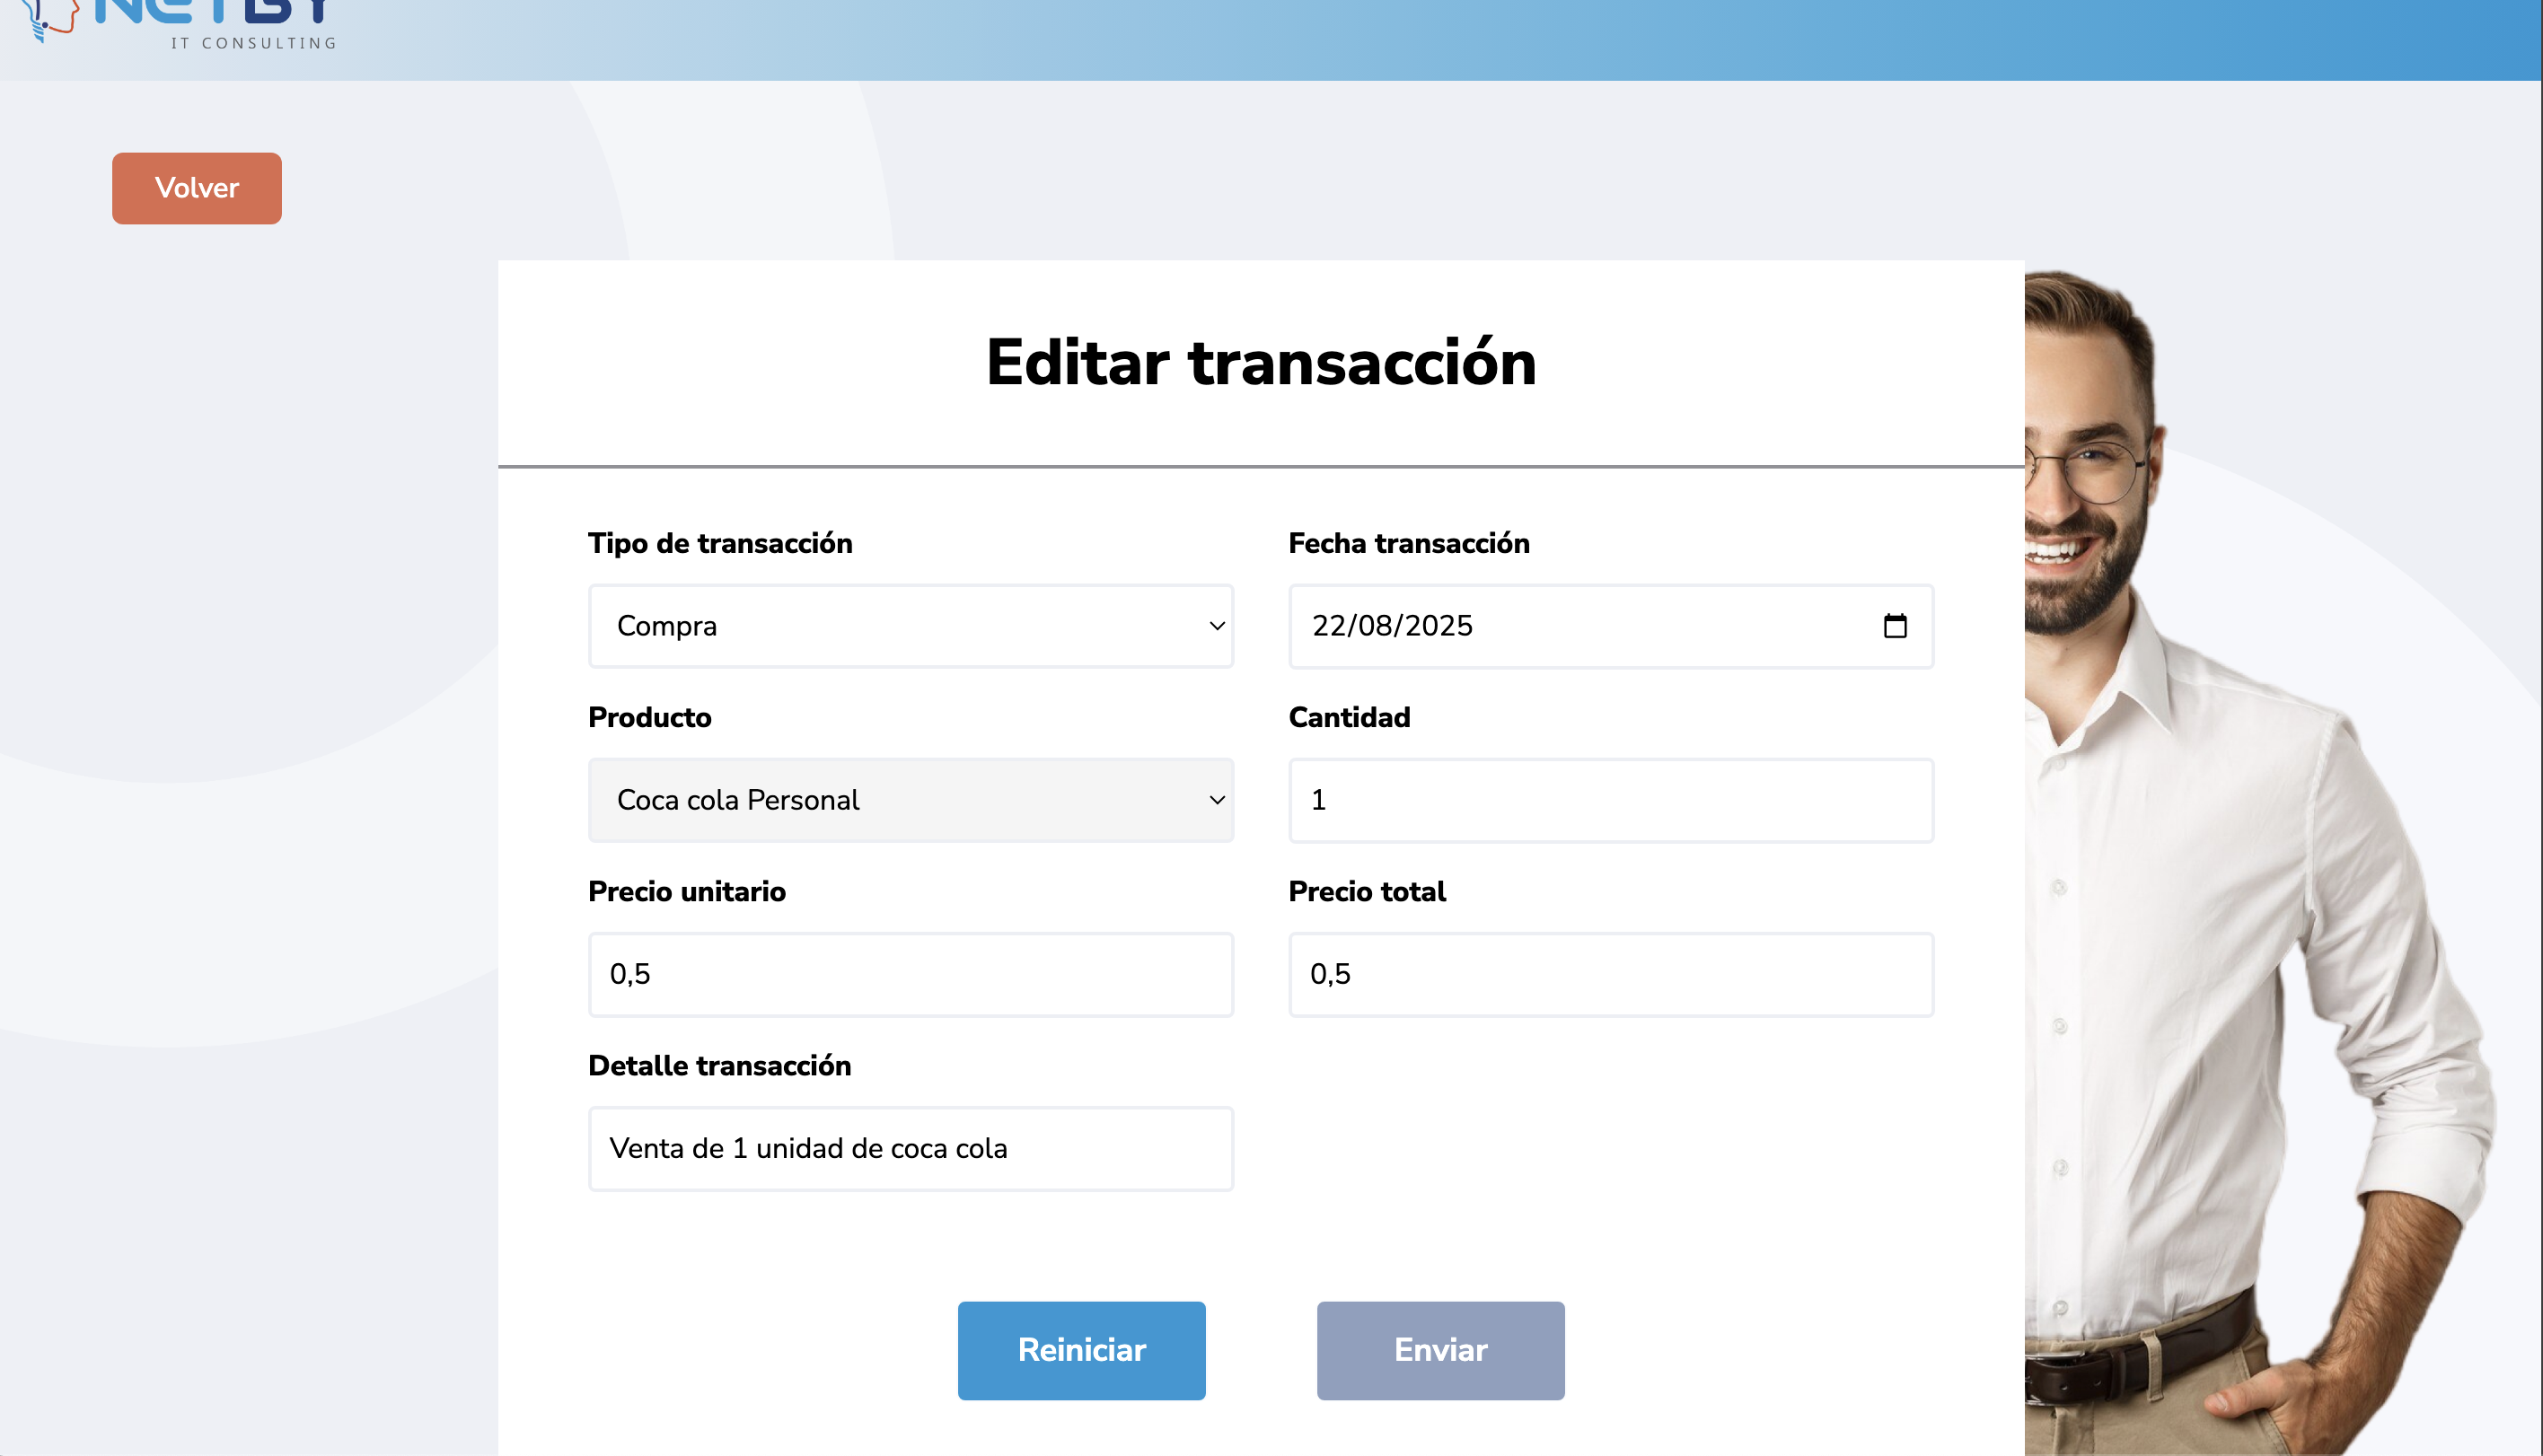 NETBY
IT CONSULTING
Volver
Editar transacción
Tipo de transacción
Fecha transacción
Compra
22/08/2025
Producto
Cantidad
Coca cola Personal
1
Precio unitario
Precio total
0,5
0,5
Detalle transacción
Venta de 1 unidad de coca cola
Reiniciar
Enviar